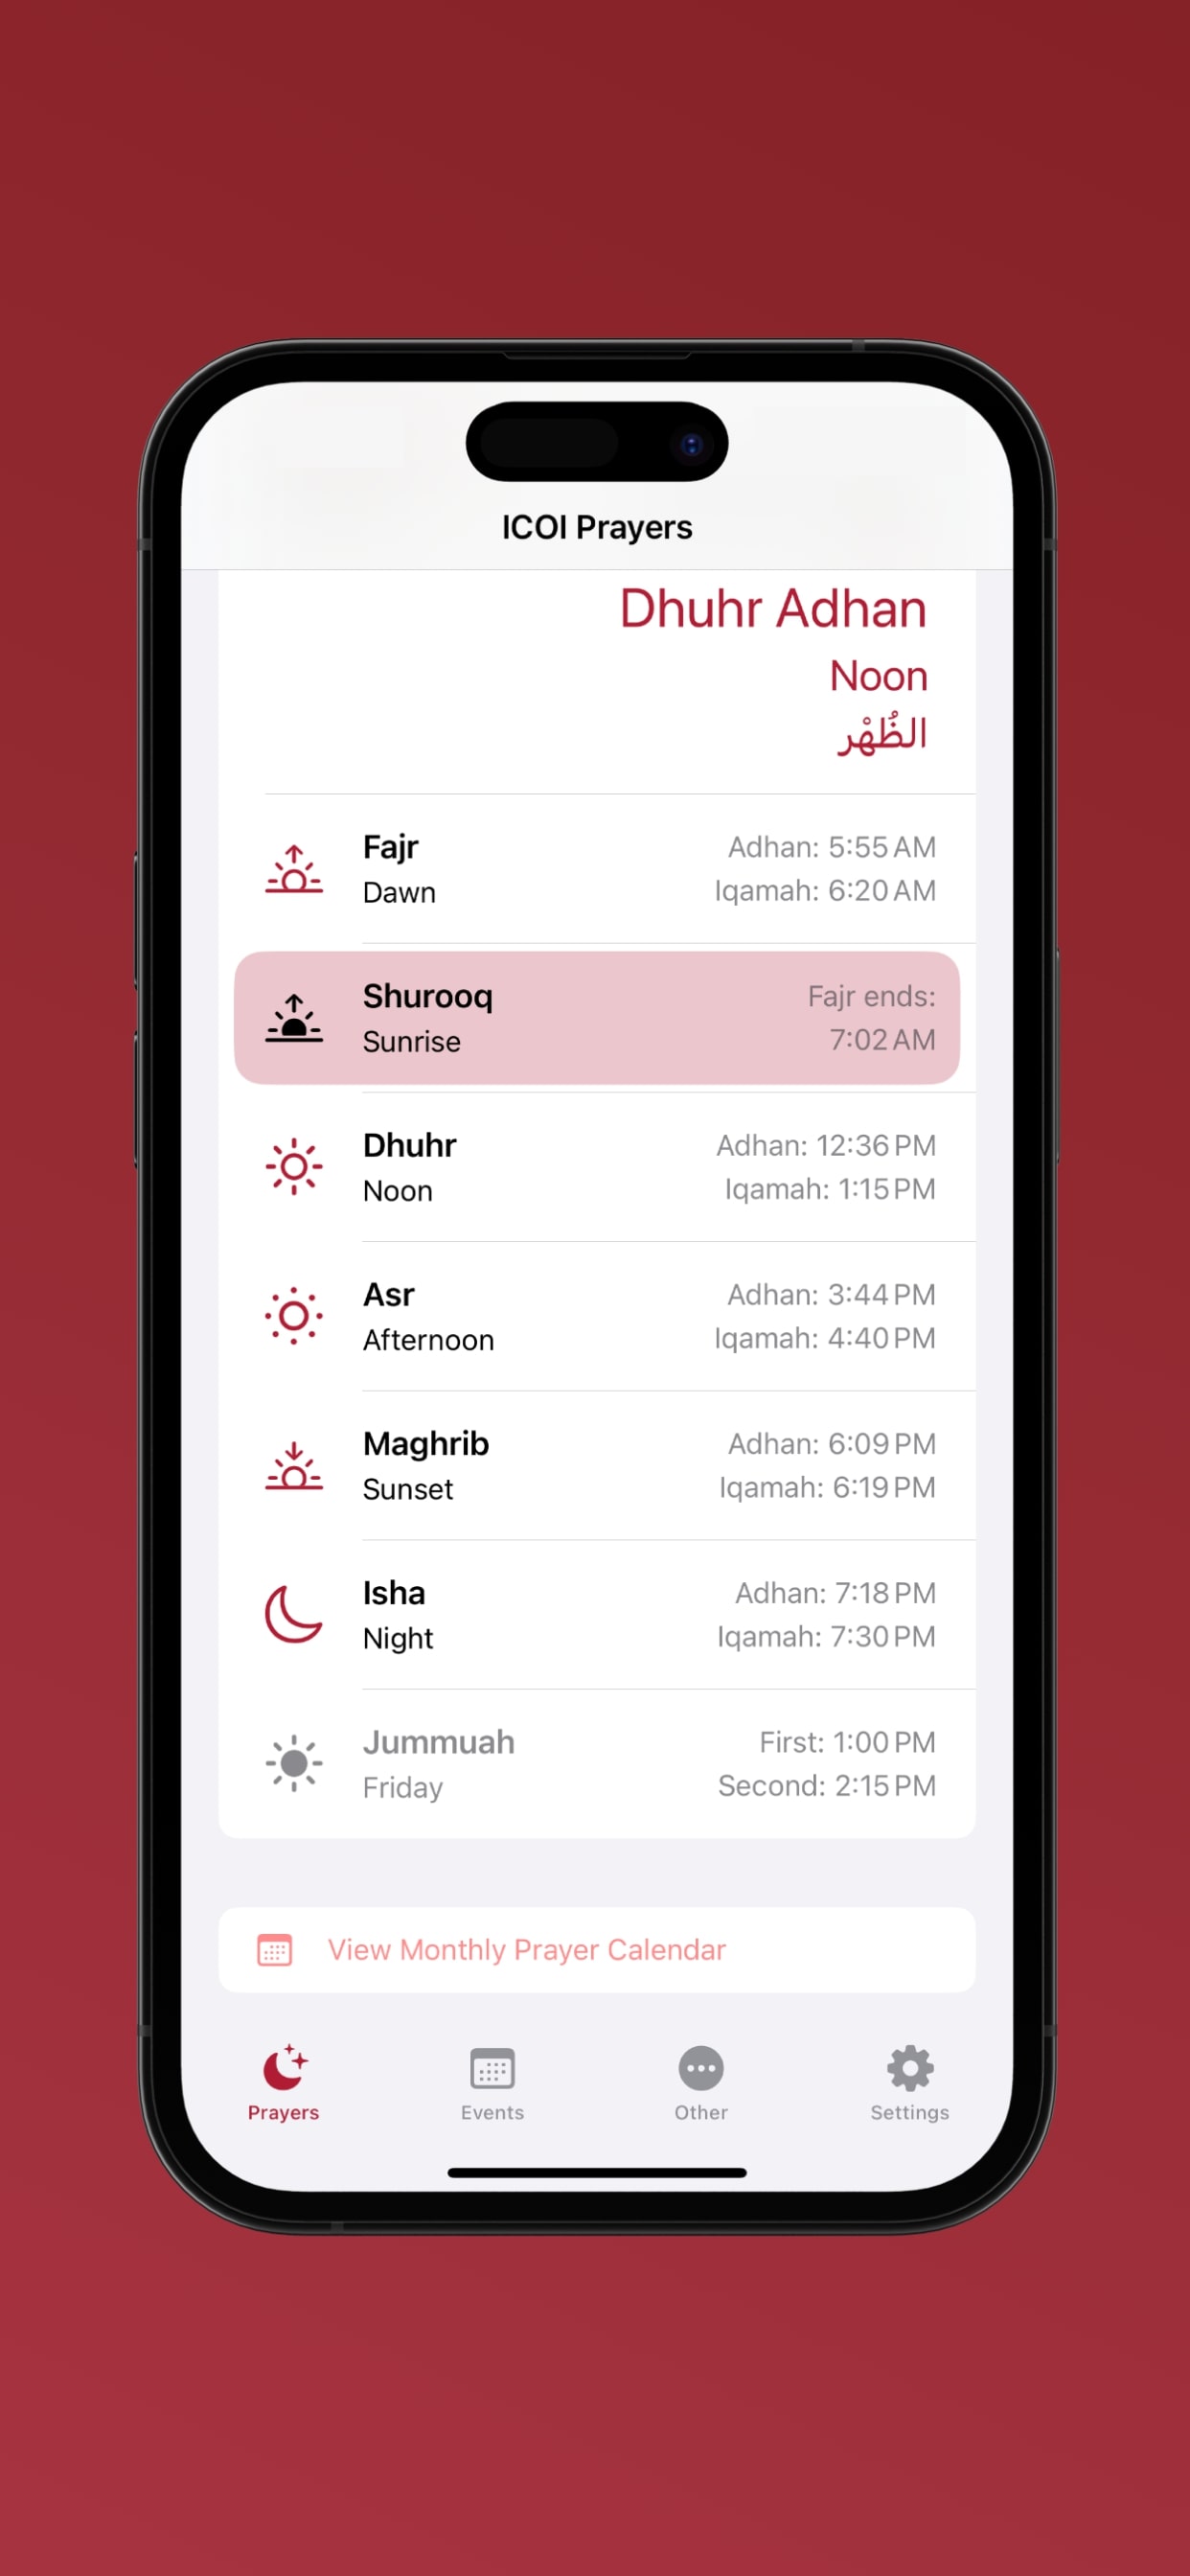 ICOI Prayers
Dhuhr Adhan
Noon
الظُهْر
Fajr
Dawn
Adhan: 5:55 AM
Iqamah: 6:20 AM
Shurooq
Sunrise
Fajr ends:
7:02 AM
Dhuhr
Noon
Adhan: 12:36 PM
Iqamah: 1:15 PM
Asr
Afternoon
Adhan: 3:44 PM
Iqamah: 4:40 PM
Maghrib
Sunset
Adhan: 6:09 PM
Iqamah: 6:19 PM
Isha
Night
Adhan: 7:18 PM
Iqamah: 7:30 PM
Jummuah
Friday
First: 1:00 PM
Second: 2:15 PM
View Monthly Prayer Calendar
Prayers
Events
Other
Settings